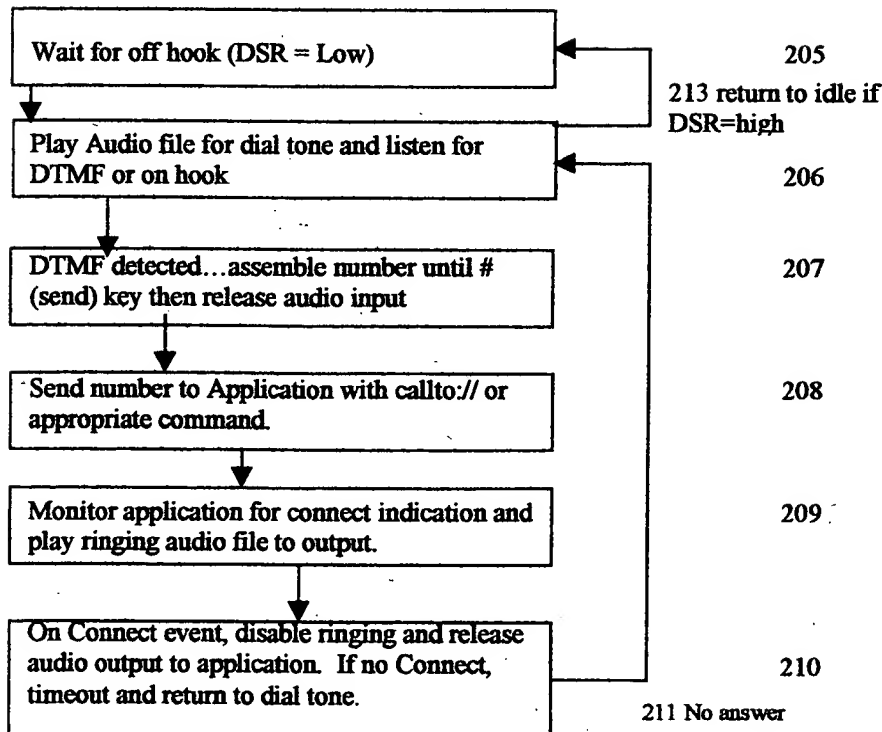 Wait for off hook (DSR = Low)
205
213 return to idle if
DSR=high
Play Audio file for dial tone and listen for
DTMF or on hook
206
DTMF detected...assemble number until #
(send) key then release audio input
207
Send number to Application with callto:// or
appropriate command.
208
Monitor application for connect indication and
play ringing audio file to output.
209
On Connect event, disable ringing and release
audio output to application. If no Connect,
timeout and return to dial tone.
210
211 No answer